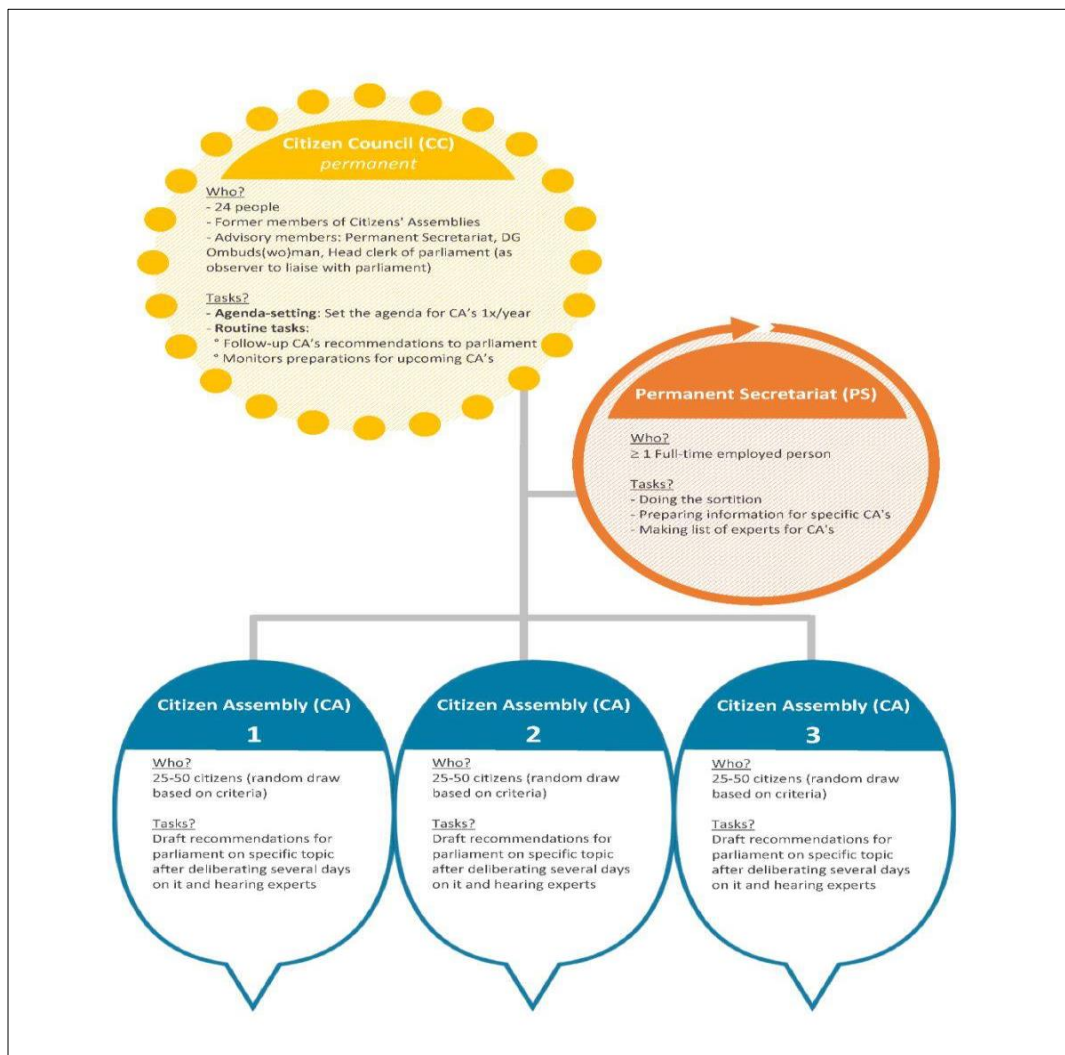 Citizen Council (CC)
permanent
Who?
- 24 people
- Former members of Citizens' Assemblies
- Advisory members: Permanent Secretariat, DG
Ombuds(wo)man, Head clerk of parliament (as
observer to liaise with parliament)
Tasks?
- Agenda-setting: Set the agenda for CA's 1x/year
- Routine tasks:
° Follow-up CA's recommendations to parliament
° Monitors preparations for upcoming CA's
Permanent Secretariat (PS)
Who?
≥ 1 Full-time employed person
Tasks?
- Doing the sortition
- Preparing information for specific CA's
- Making list of experts for CA's
Citizen Assembly (CA)
1
Who?
25-50 citizens (random draw
based on criteria)
Tasks?
Draft recommendations for
parliament on specific topic
after deliberating several days
on it and hearing experts
Citizen Assembly (CA)
2
Who?
25-50 citizens (random draw
based on criteria)
Tasks?
Draft recommendations for
parliament on specific topic
after deliberating several days
on it and hearing experts
Citizen Assembly (CA)
3
Who?
25-50 citizens (random draw
based on criteria)
Tasks?
Draft recommendations for
parliament on specific topic
after deliberating several days
on it and hearing experts